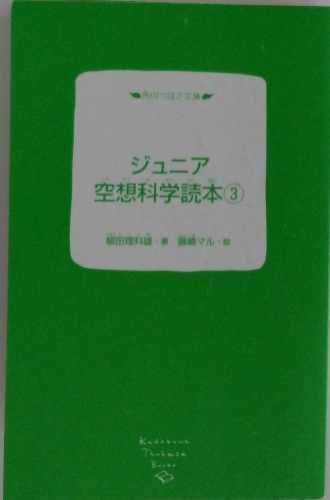 角川つばさ文庫
ジュニア
空想科学読本③
柳田理科雄・著 藤嶋マル・絵
Kadokawa
Tsubasa
Bunko